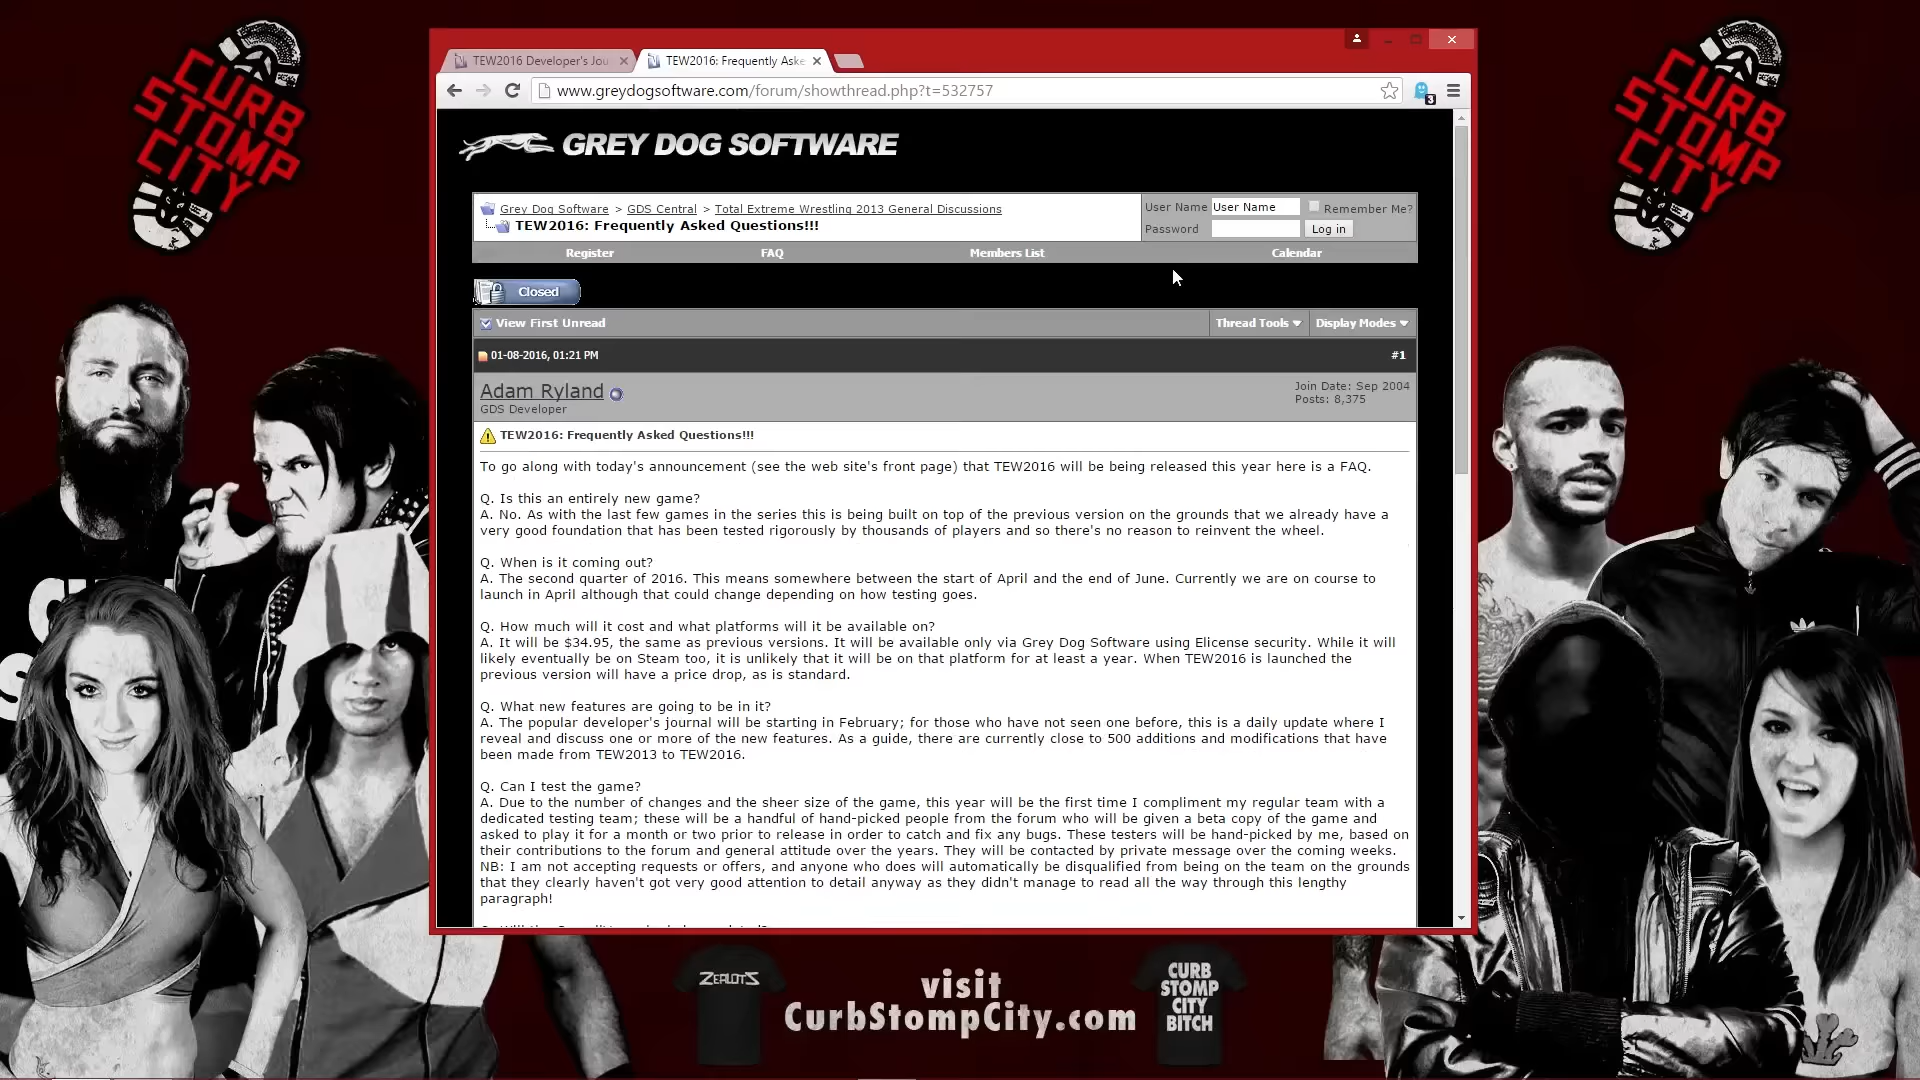 CURB
STOMP
CITY
CURB
STOMP
CITY
TEW2016 Developer's Jou
TEW2016: Frequently Aske
www.greydogsoftware.com/forum/showthread.php?t=532757
3
GREY DOG SOFTWARE
Grey Dog Software > GDS Central > Total Extreme Wrestling 2013 General Discussions
TEW2016: Frequently Asked Questions!!!
User Name User Name Remember Me?
Password Log in
Register FAQ Members List Calendar
Closed
View First Unread Thread Tools Display Modes
01-08-2016, 01:21 PM #1
Adam Ryland
GDS Developer
Join Date: Sep 2004
Posts: 8,375
TEW2016: Frequently Asked Questions!!!
To go along with today's announcement (see the web site's front page) that TEW2016 will be being released this year here is a FAQ.
Q. Is this an entirely new game?
A. No. As with the last few games in the series this is being built on top of the previous version on the grounds that we already have a
very good foundation that has been tested rigorously by thousands of players and so there's no reason to reinvent the wheel.
Q. When is it coming out?
A. The second quarter of 2016. This means somewhere between the start of April and the end of June. Currently we are on course to
launch in April although that could change depending on how testing goes.
Q. How much will it cost and what platforms will it be available on?
A. It will be $34.95, the same as previous versions. It will be available only via Grey Dog Software using Elicense security. While it will
likely eventually be on Steam too, it is unlikely that it will be on that platform for at least a year. When TEW2016 is launched the
previous version will have a price drop, as is standard.
Q. What new features are going to be in it?
A. The popular developer's journal will be starting in February; for those who have not seen one before, this is a daily update where I
reveal and discuss one or more of the new features. As a guide, there are currently close to 500 additions and modifications that have
been made from TEW2013 to TEW2016.
Q. Can I test the game?
A. Due to the number of changes and the sheer size of the game, this year will be the first time I compliment my regular team with a
dedicated testing team; these will be a handful of hand-picked people from the forum who will be given a beta copy of the game and
asked to play it for a month or two prior to release in order to catch and fix any bugs. These testers will be hand-picked by me, based on
their contributions to the forum and general attitude over the years. They will be contacted by private message over the coming weeks.
NB: I am not accepting requests or offers, and anyone who does will automatically be disqualified from being on the team on the grounds
that they clearly haven't got very good attention to detail anyway as they didn't manage to read all the way through this lengthy
paragraph!
ZEALOTS
visit
CurbStompCity.com
CURB
STOMP
CITY
BITCH